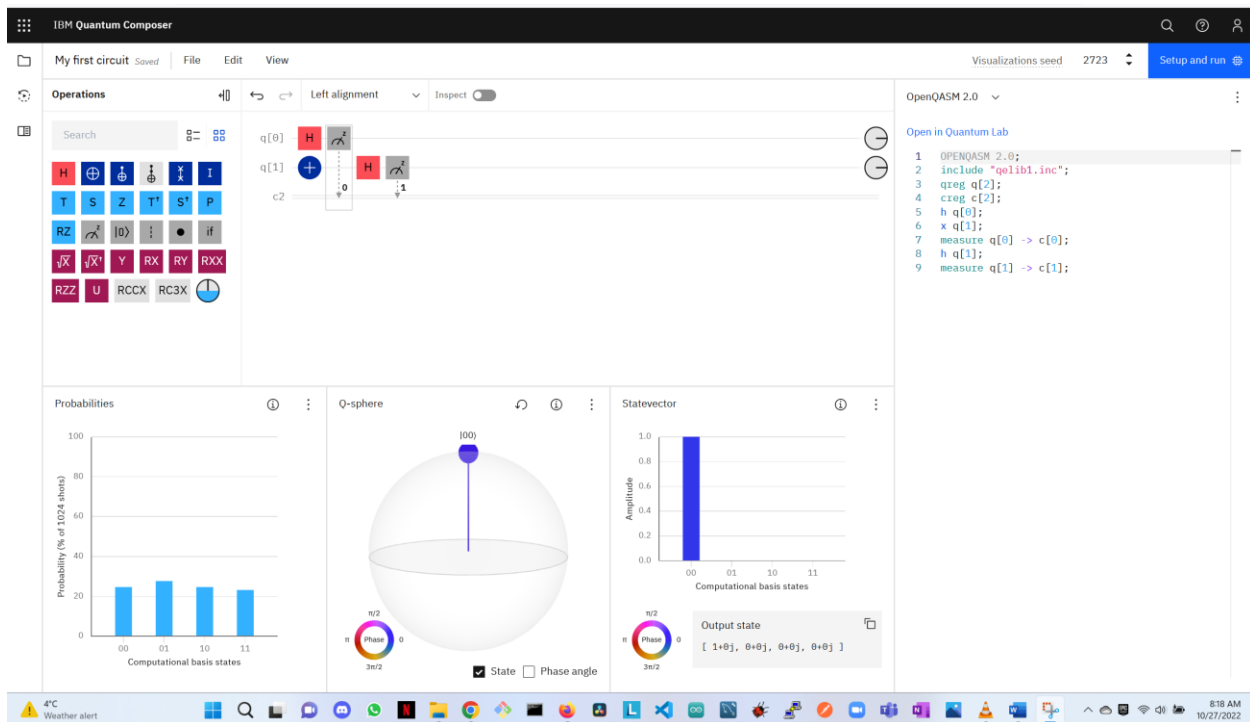 IBM Quantum Composer
My first circuit Saved File Edit View Visualizations seed 2723 Setup and run
Operations Left alignment Inspect OpenQASM 2.0
Search
Open in Quantum Lab
H I
T S Z T† S† P
RZ z |0⟩ if
√X √X† Y RX RY RXX
RZZ U RCCX RC3X
q[0] H z
q[1] + H z
c2 0 1
1 OPENQASM 2.0;
2 include "qelib1.inc";
3 qreg q[2];
4 creg c[2];
5 h q[0];
6 x q[1];
7 measure q[0] -> c[0];
8 h q[1];
9 measure q[1] -> c[1];
Probabilities
100
80
60
40
20
0
Probability (% of 1024 shots)
00 01 10 11
Computational basis states
Q-sphere
|00⟩
π/2
π Phase 0
3π/2
State Phase angle
Statevector
1.0
0.8
0.6
0.4
0.2
0.0
Amplitude
00 01 10 11
Computational basis states
π/2
π Phase 0
3π/2
Output state
[ 1+0j, 0+0j, 0+0j, 0+0j ]
4°C
Weather alert
8:18 AM
10/27/2022